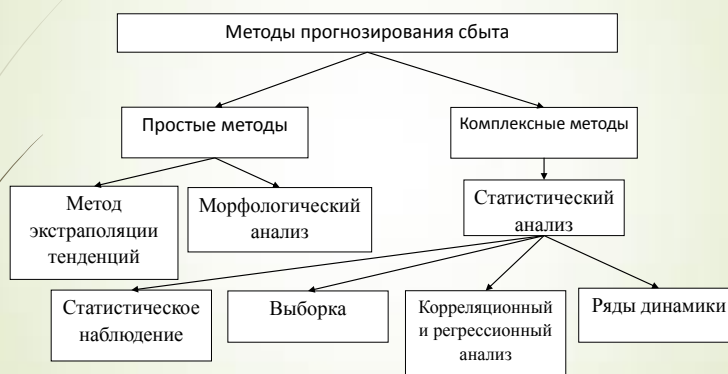 Методы прогнозирования сбыта
Простые методы
Комплексные методы
Метод
экстраполяции
тенденций
Морфологический
анализ
Статистический
анализ
Статистическое
наблюдение
Выборка
Корреляционный
и регрессионный
анализ
Ряды динамики